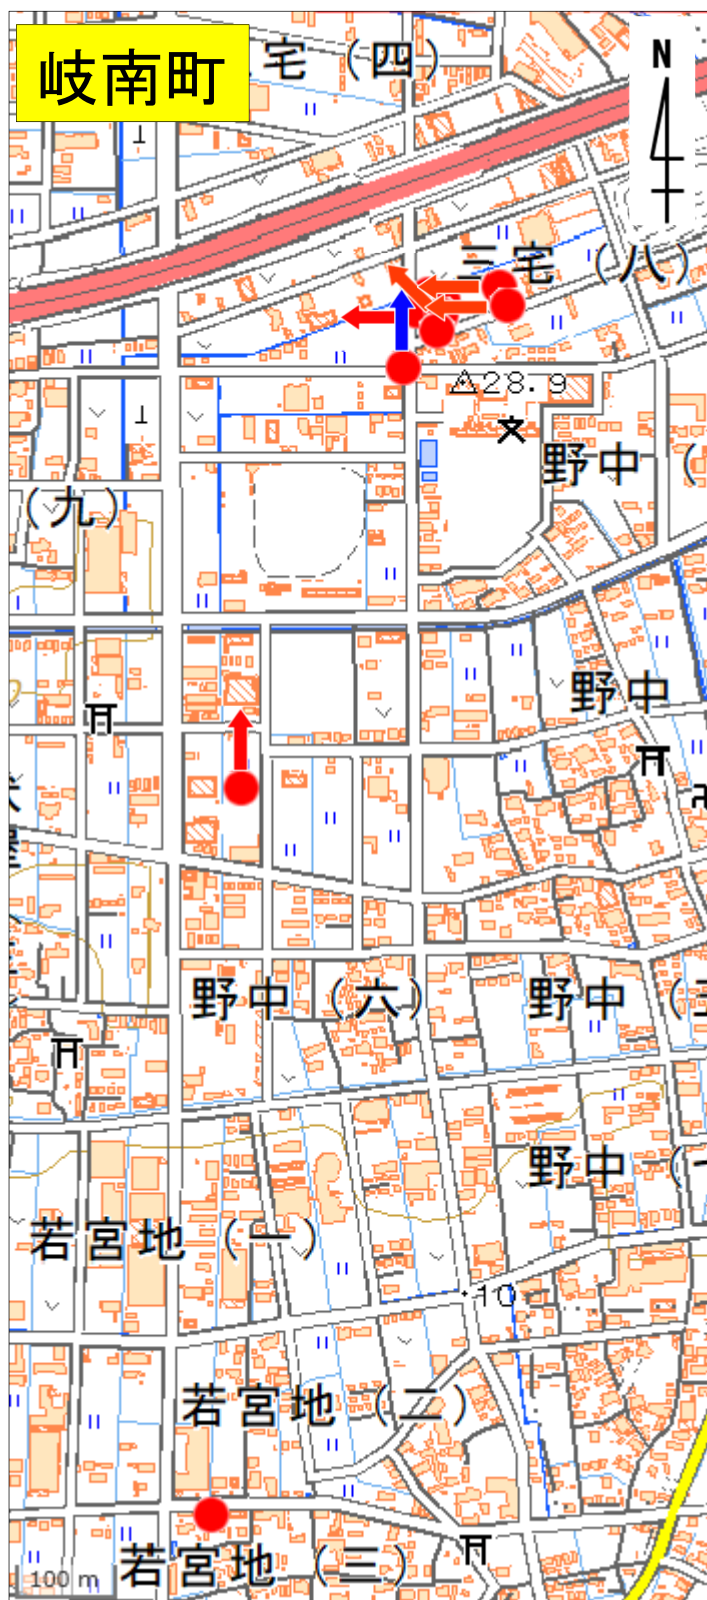 岐南町
宅（四）
N
三宅（八）
28.9
野中（
（九）
野中
野中（六）
野中（
野中（
若宮地（一）
10
若宮地（二）
若宮地（三）
100 m